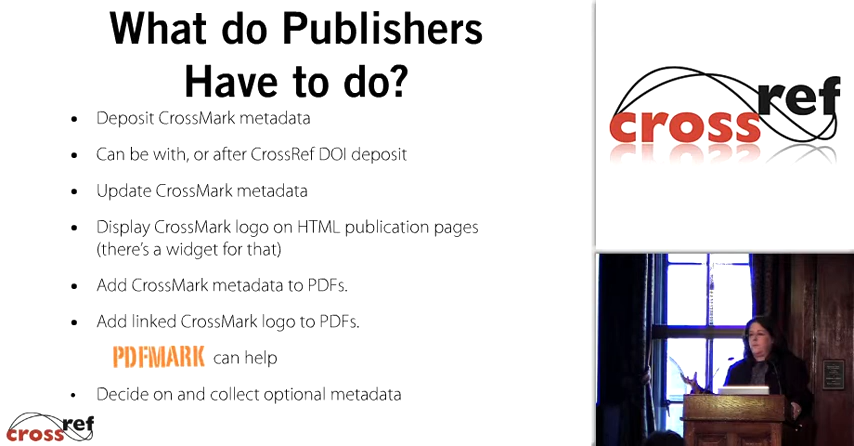 What do Publishers
Have to do?
• Deposit CrossMark metadata
• Can be with, or after CrossRef DOI deposit
• Update CrossMark metadata
• Display CrossMark logo on HTML publication pages
(there's a widget for that)
• Add CrossMark metadata to PDFs.
• Add linked CrossMark logo to PDFs.
PDFMARK can help
• Decide on and collect optional metadata
crossref
crossref